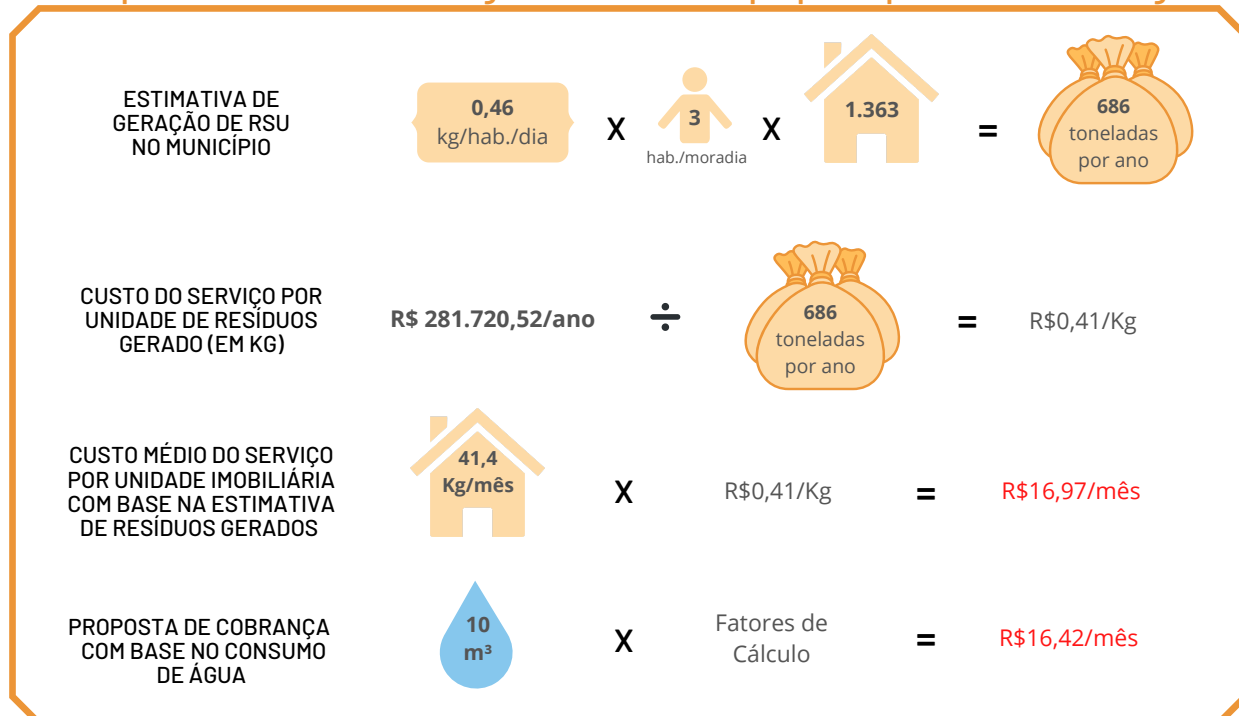 ESTIMATIVA DE
GERAÇÃO DE RSU
NO MUNICÍPIO
0,46
kg/hab./dia
X
3
hab./moradia
X
1.363
=
686
toneladas
por ano
CUSTO DO SERVIÇO POR
UNIDADE DE RESÍDUOS
GERADO (EM KG)
R$ 281.720,52/ano
÷
686
toneladas
por ano
=
R$0,41/Kg
CUSTO MÉDIO DO SERVIÇO
POR UNIDADE IMOBILIÁRIA
COM BASE NA ESTIMATIVA
DE RESÍDUOS GERADOS
41,4
Kg/mês
X
R$0,41/Kg
=
R$16,97/mês
PROPOSTA DE COBRANÇA
COM BASE NO CONSUMO
DE ÁGUA
10
m³
X
Fatores de
Cálculo
=
R$16,42/mês